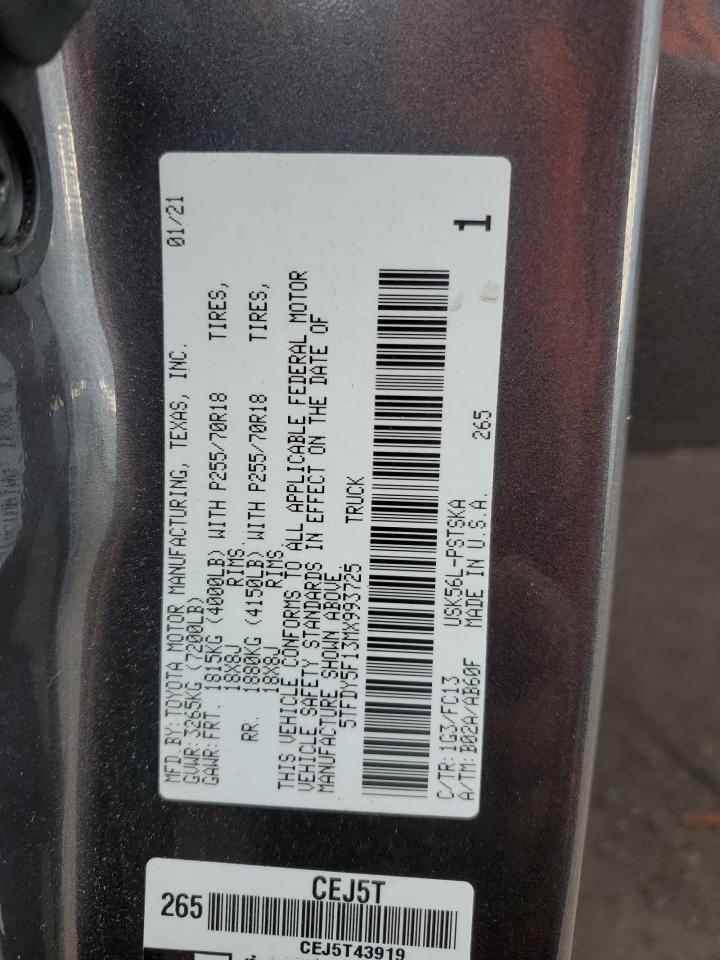 MFD.BY:TOYOTA MOTOR MANUFACTURING, TEXAS, INC. 01/21
GVWR:3265KG (7200LB)
GAWR:FRT. 1815KG (4000LB) WITH P255/70R18 TIRES,
18X8J RIMS.
RR. 1880KG (4150LB) WITH P255/70R18 TIRES,
18X8J RIMS.
THIS VEHICLE CONFORMS TO ALL APPLICABLE FEDERAL MOTOR
VEHICLE SAFETY STANDARDS IN EFFECT ON THE DATE OF
MANUFACTURE SHOWN ABOVE.
5TFDY5F13MX993725 TRUCK
C/TR:1G3/FC13 USK56L-PSTSKA
A/TM:B02A/AB60F MADE IN U.S.A. 265
1
CEJ5T
265
CEJ5T43919